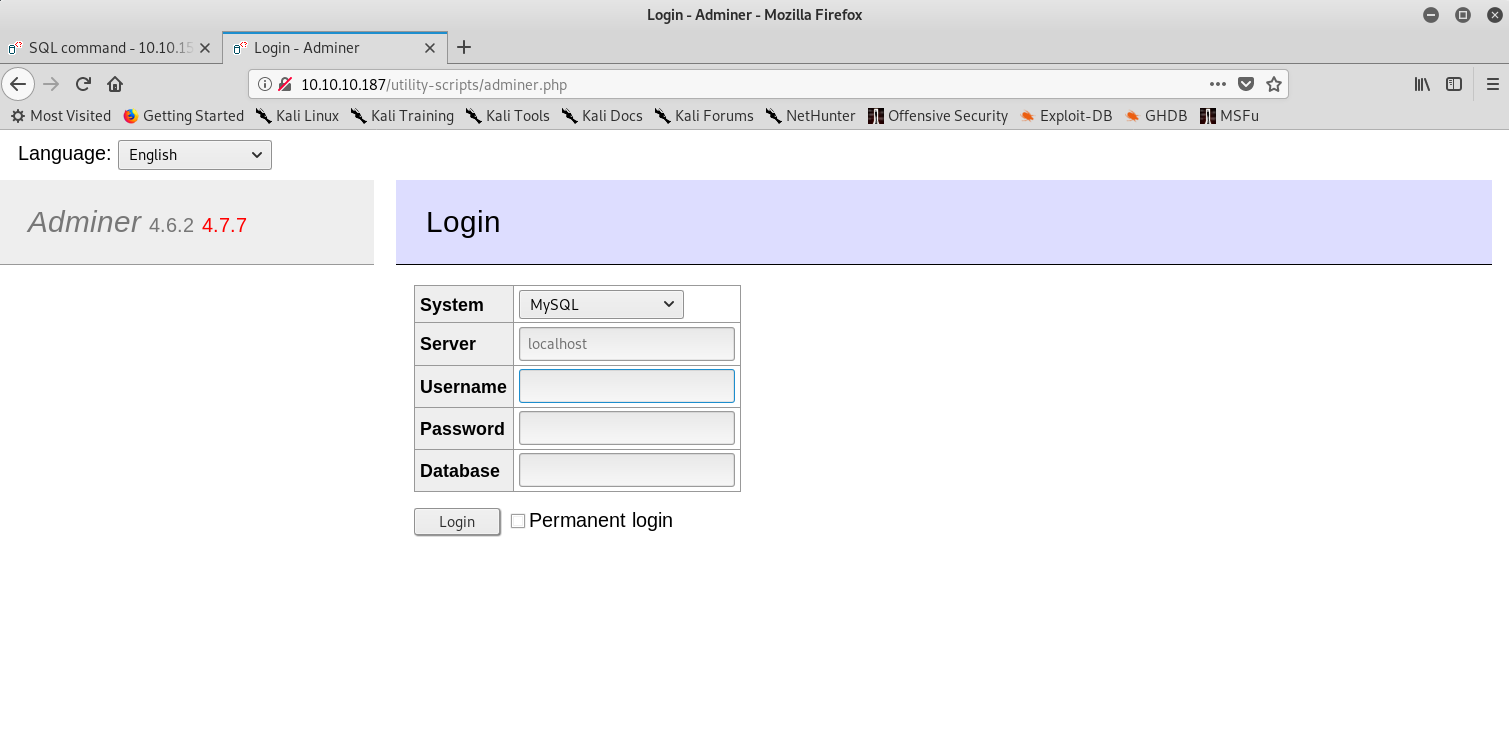 Login - Adminer - Mozilla Firefox
SQL command - 10.10.15
Login - Adminer
10.10.10.187/utility-scripts/adminer.php
Most Visited Getting Started Kali Linux Kali Training Kali Tools Kali Docs Kali Forums NetHunter Offensive Security Exploit-DB GHDB MSFu
Language: English
Adminer 4.6.2 4.7.7
Login
System MySQL
Server localhost
Username
Password
Database
Login Permanent login